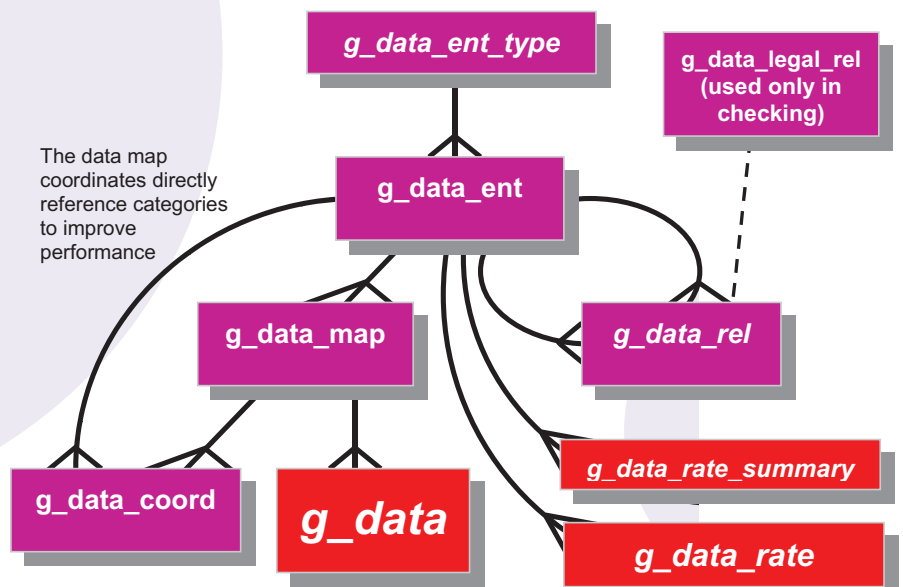 g_data_ent_type
g_data_legal_rel
(used only in
checking)
The data map
coordinates directly
reference categories
to improve
performance
g_data_ent
g_data_map
g_data_rel
g_data_coord
g_data
g_data_rate_summary
g_data_rate